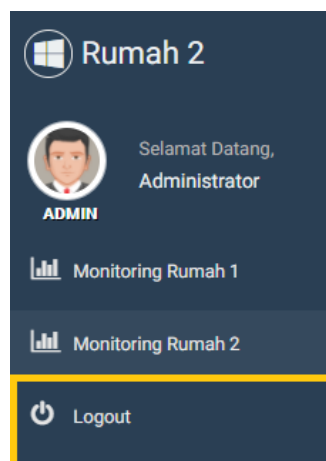 Rumah 2
Selamat Datang,
Administrator
ADMIN
Monitoring Rumah 1
Monitoring Rumah 2
Logout